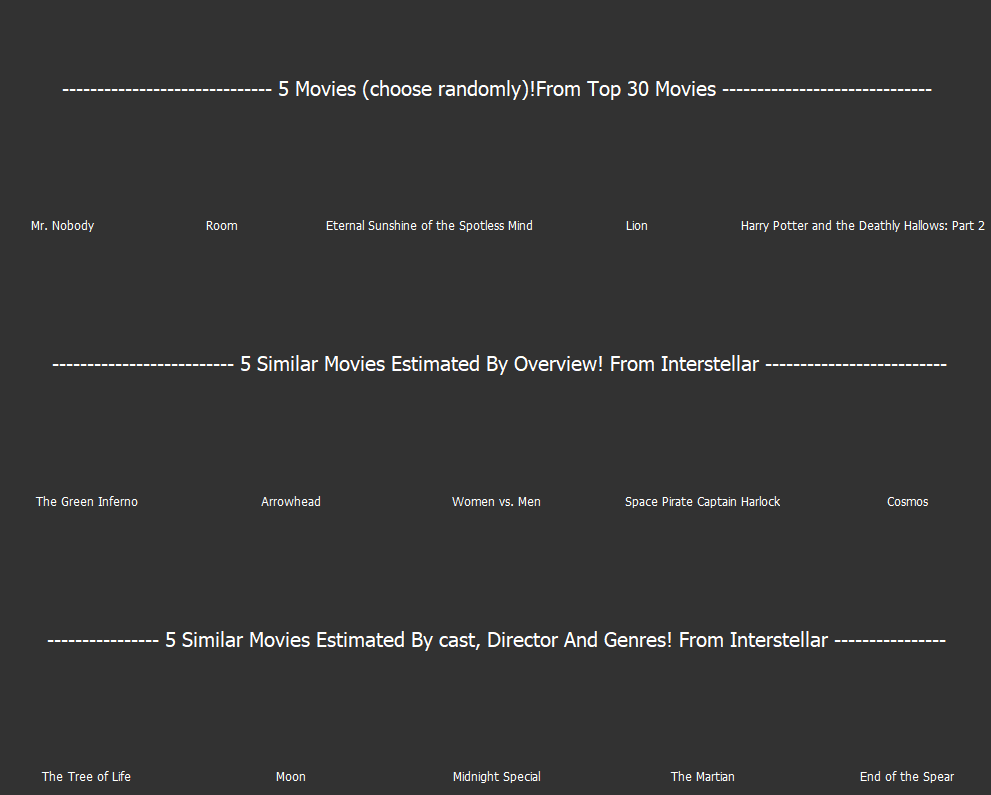 ------------------------------ 5 Movies (choose randomly)!From Top 30 Movies ------------------------------
Mr. Nobody Room Eternal Sunshine of the Spotless Mind Lion Harry Potter and the Deathly Hallows: Part 2
-------------------------- 5 Similar Movies Estimated By Overview! From Interstellar --------------------------
The Green Inferno Arrowhead Women vs. Men Space Pirate Captain Harlock Cosmos
---------------- 5 Similar Movies Estimated By cast, Director And Genres! From Interstellar ----------------
The Tree of Life Moon Midnight Special The Martian End of the Spear